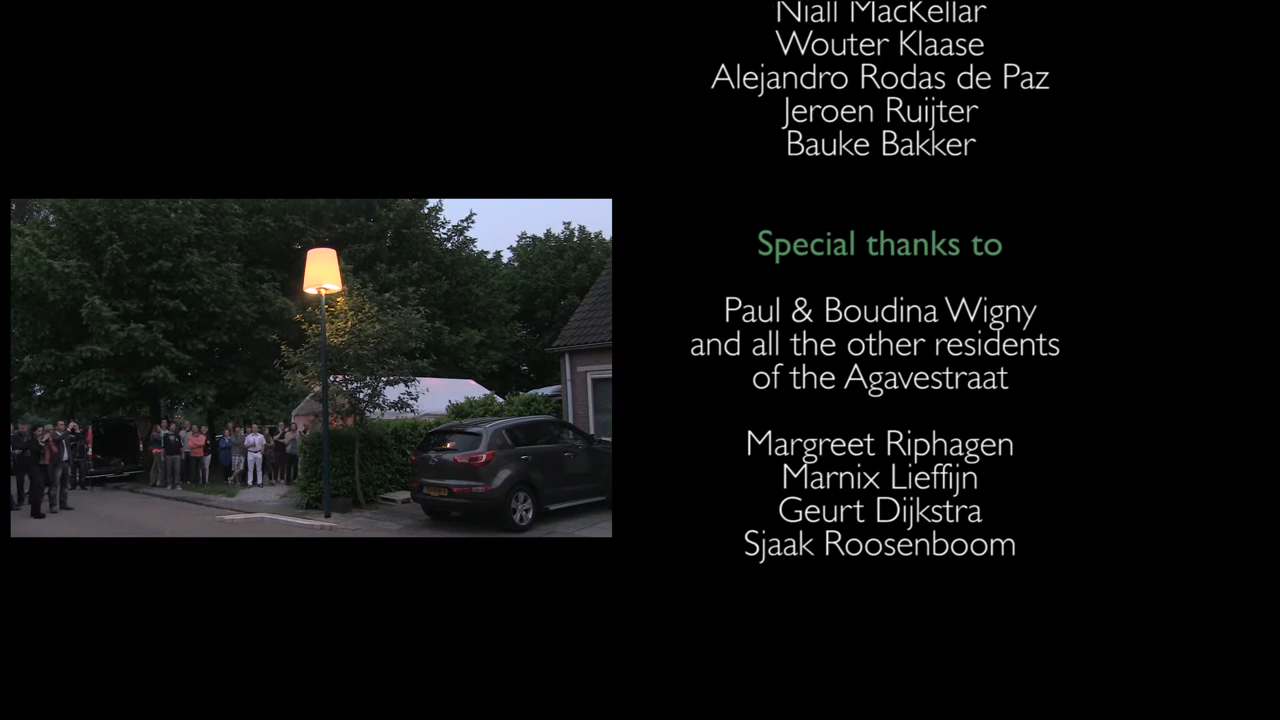 Niall MacKellar
Wouter Klaase
Alejandro Rodas de Paz
Jeroen Ruijter
Bauke Bakker
Special thanks to
Paul & Boudina Wigny
and all the other residents
of the Agavestraat
Margreet Riphagen
Marnix Lieffijn
Geurt Dijkstra
Sjaak Roosenboom